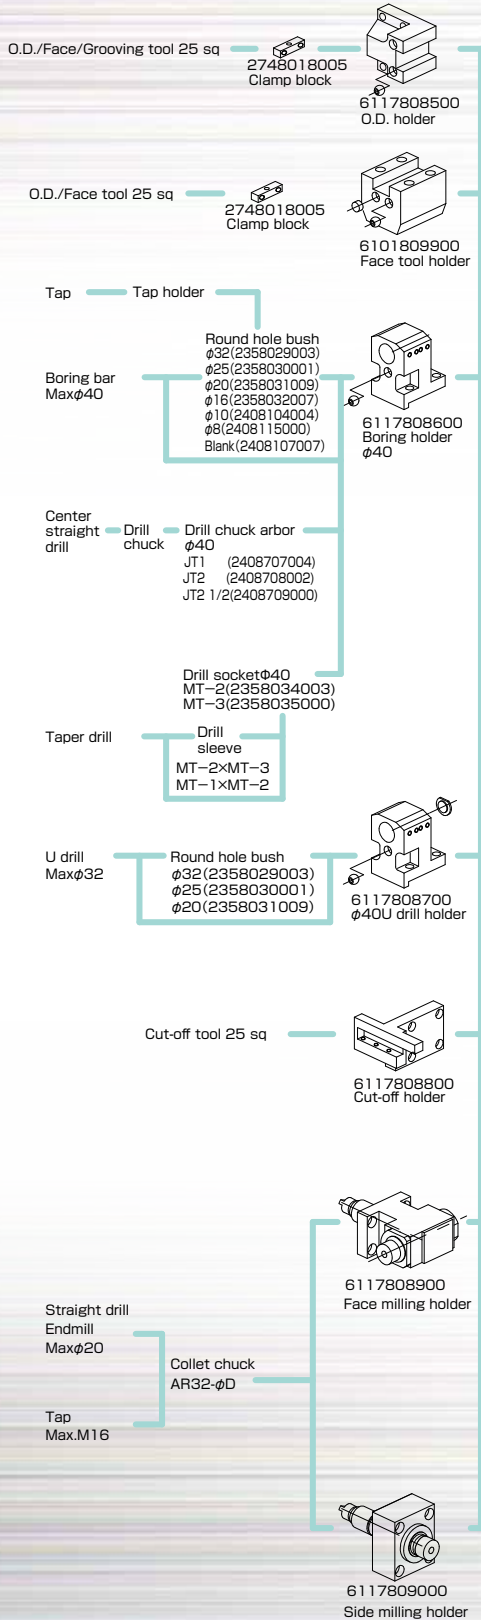 O.D./Face/Grooving tool 25 sq
2748018005
Clamp block
6117808500
O.D. holder
O.D./Face tool 25 sq
2748018005
Clamp block
6101809900
Face tool holder
Tap
Tap holder
Boring bar
Maxφ40
Round hole bush
φ32(2358029003)
φ25(2358030001)
φ20(2358031009)
φ16(2358032007)
φ10(2408104004)
φ8(2408115000)
Blank(2408107007)
6117808600
Boring holder
φ40
Center
straight
drill
Drill
chuck
Drill chuck arbor
φ40
JT1 (2408707004)
JT2 (2408708002)
JT2 1/2(2408709000)
Drill socketΦ40
MT−2(2358034003)
MT−3(2358035000)
Taper drill
Drill
sleeve
MT−2×MT−3
MT−1×MT−2
U drill
Maxφ32
Round hole bush
φ32(2358029003)
φ25(2358030001)
φ20(2358031009)
6117808700
φ40U drill holder
Cut-off tool 25 sq
6117808800
Cut-off holder
6117808900
Face milling holder
Straight drill
Endmill
Maxφ20
Collet chuck
AR32-φD
Tap
Max.M16
6117809000
Side milling holder